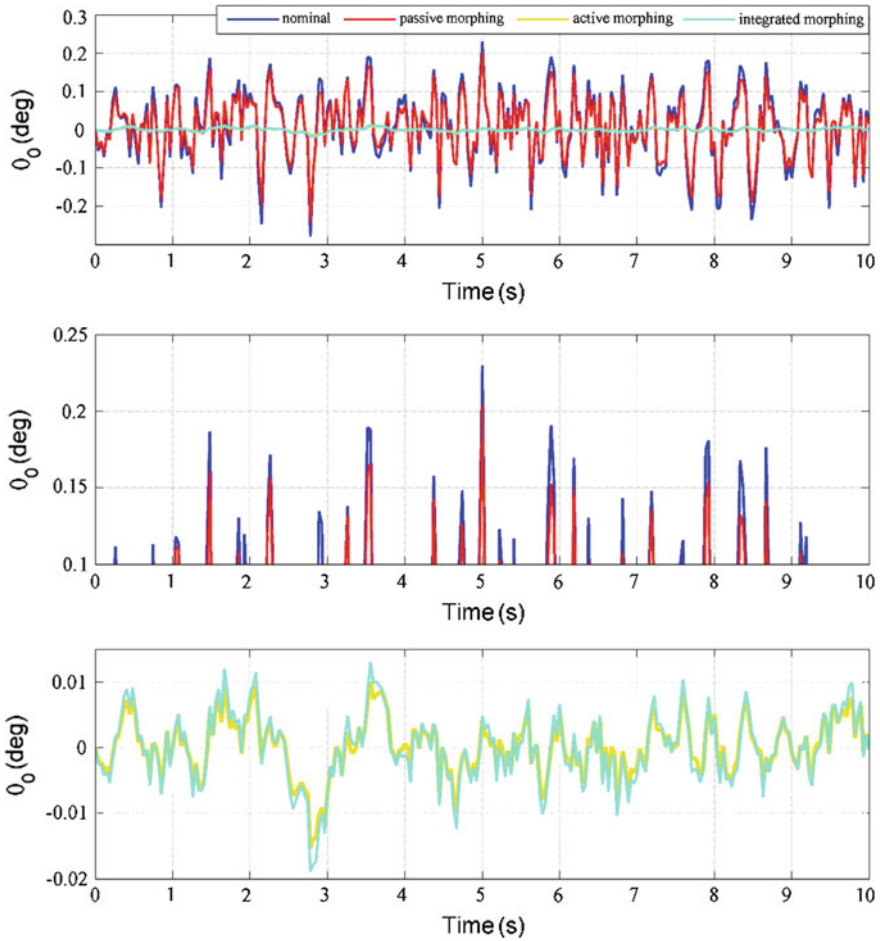 nominal passive morphing active morphing integrated morphing
0.3
0.2
0.1
0
-0.1
-0.2
0₀ (deg)
0 1 2 3 4 5 6 7 8 9 10
Time (s)
0.25
0.2
0.15
0.1
0₀ (deg)
0 1 2 3 4 5 6 7 8 9 10
Time (s)
0.01
0
-0.01
-0.02
0₀ (deg)
0 1 2 3 4 5 6 7 8 9 10
Time (s)